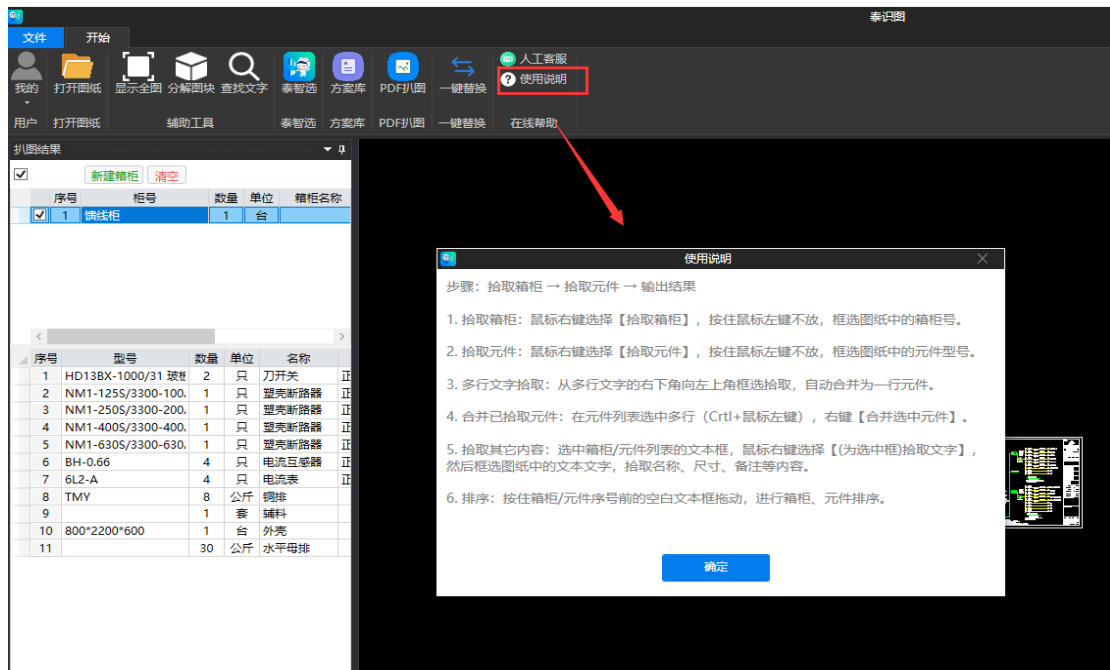 泰识图
文件 开始
人工客服
使用说明
我的 打开图纸 显示全图 分解图块 查找文字 泰智选 方案库 PDF扒图 一键替换
用户 打开图纸 辅助工具 泰智选 方案库 PDF扒图 一键替换 在线帮助
扒图结果
新建箱柜 清空
序号 柜号 数量 单位 箱柜名称
1 馈线柜 1 台
序号 型号 数量 单位 名称
1 HD13BX-1000/31 玻 2 只 刀开关
2 NM1-125S/3300-100. 1 只 塑壳断路器
3 NM1-250S/3300-200. 1 只 塑壳断路器
4 NM1-400S/3300-400. 1 只 塑壳断路器
5 NM1-630S/3300-630. 1 只 塑壳断路器
6 BH-0.66 4 只 电流互感器
7 6L2-A 4 只 电流表
8 TMY 8 公斤 铜排
9 1 套 辅料
10 800*2200*600 1 台 外壳
11 30 公斤 水平母排
使用说明
步骤：拾取箱柜 → 拾取元件 → 输出结果
1. 拾取箱柜：鼠标右键选择【拾取箱柜】，按住鼠标左键不放，框选图纸中的箱柜号。
2. 拾取元件：鼠标右键选择【拾取元件】，按住鼠标左键不放，框选图纸中的元件型号。
3. 多行文字拾取：从多行文字的右下角向左上角框选拾取，自动合并为一行元件。
4. 合并已拾取元件：在元件列表选中多行（Crtl+鼠标左键），右键【合并选中元件】。
5. 拾取其它内容：选中箱柜/元件列表的文本框，鼠标右键选择【(为选中框)拾取文字】，
然后框选图纸中的文本文字，拾取名称、尺寸、备注等内容。
6. 排序：按住箱柜/元件序号前的空白文本框拖动，进行箱柜、元件排序。
确定